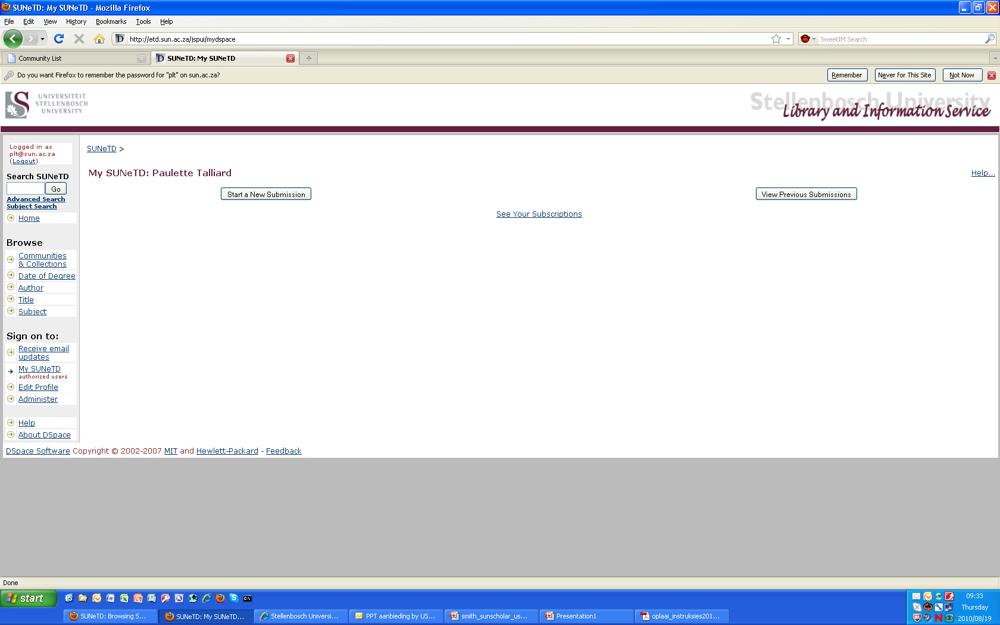 SUNeTD: My SUNeTD - Mozilla Firefox
File Edit View History Bookmarks Tools Help
D http://etd.sun.ac.za/jspui/mydspace SweetIM Search
Community List D SUNeTD: My SUNeTD
Do you want Firefox to remember the password for "plt" on sun.ac.za? Remember Never for This Site Not Now
UNIVERSITEIT
STELLENBOSCH
UNIVERSITY
Stellenbosch University
Library and Information Service
Logged in as
plt@sun.ac.za
(Logout)
Search SUNeTD
Go
Advanced Search
Subject Search
Home
Browse
Communities
& Collections
Date of Degree
Author
Title
Subject
Sign on to:
Receive email
updates
My SUNeTD
authorized users
Edit Profile
Administer
Help
About DSpace
SUNeTD >
My SUNeTD: Paulette Talliard Help...
Start a New Submission View Previous Submissions
See Your Subscriptions
DSpace Software Copyright © 2002-2007 MIT and Hewlett-Packard - Feedback
Done
start
SUNeTD: Browsing S... SUNeTD: My SUNeTD... Stellenbosch Universi... PPT aanbieding by US... smith_sunscholar_us... Presentation1 oplaai_instruksies201...
09:33
Thursday
2010/08/19